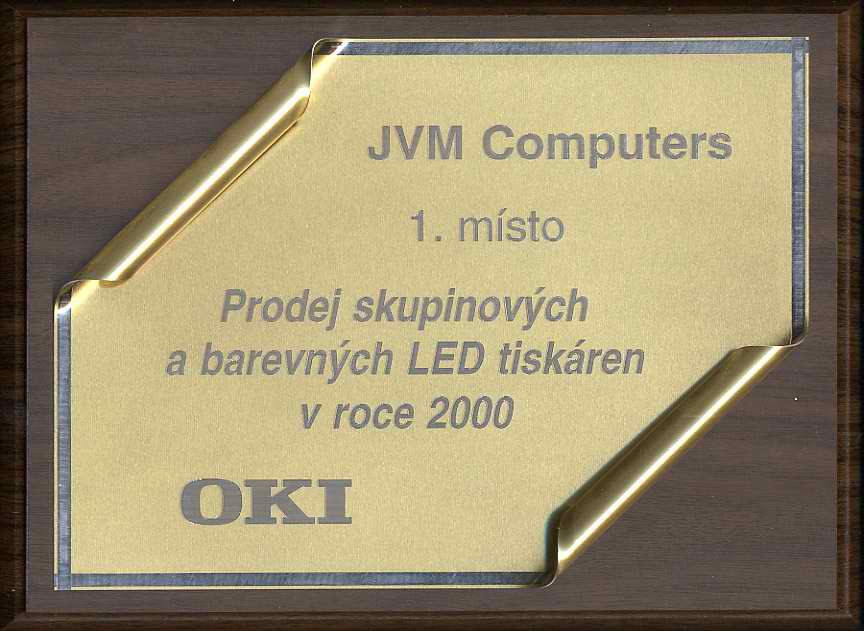 JVM Computers
1. místo
Prodej skupinových
a barevných LED tiskáren
v roce 2000
OKI